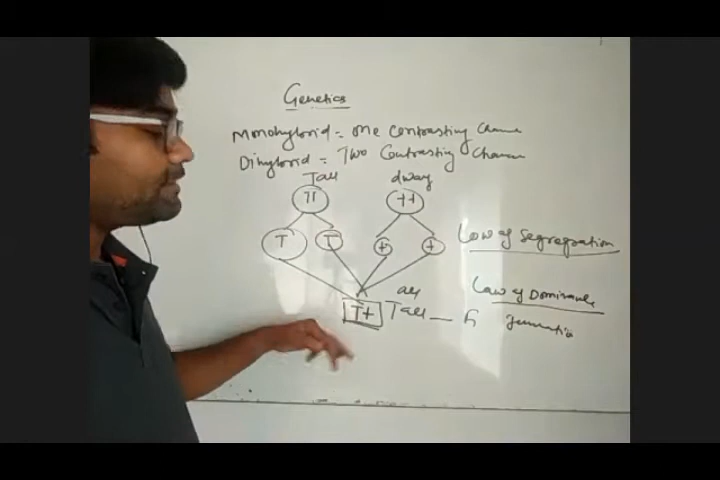 Genetics
Monohybrid = One Contrasting
Dihybrid = Two Contrasting
Tall dwarf
TT tt
T T t t
Law of Segregation
all
Law of Dominance
Tt Tall